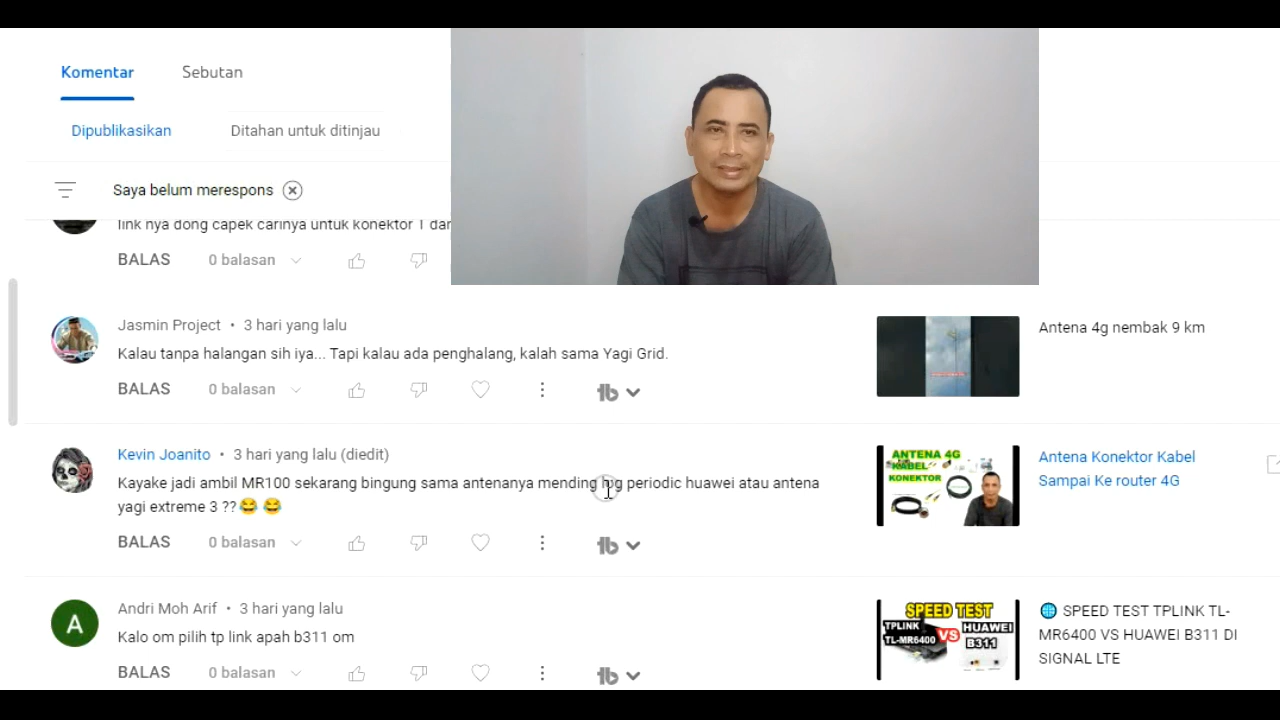 Komentar
Sebutan
Dipublikasikan
Ditahan untuk ditinjau
Saya belum merespons
link nya dong capek carinya untuk konektor 1 dar
BALAS 0 balasan
Jasmin Project • 3 hari yang lalu
Kalau tanpa halangan sih iya... Tapi kalau ada penghalang, kalah sama Yagi Grid.
BALAS 0 balasan
Antena 4g nembak 9 km
Kevin Joanito • 3 hari yang lalu (diedit)
Kayake jadi ambil MR100 sekarang bingung sama antenanya mending periodic huawei atau antena
yagi extreme 3 ??😂 😂
BALAS 0 balasan
ANTENA 4G
KABEL
KONEKTOR
Antena Konektor Kabel
Sampai Ke router 4G
A
Andri Moh Arif • 3 hari yang lalu
Kalo om pilih tp link apah b311 om
BALAS 0 balasan
SPEED TEST
TPLINK
TL-MR6400
VS
HUAWEI
B311
🌐 SPEED TEST TPLINK TL-
MR6400 VS HUAWEI B311 DI
SIGNAL LTE